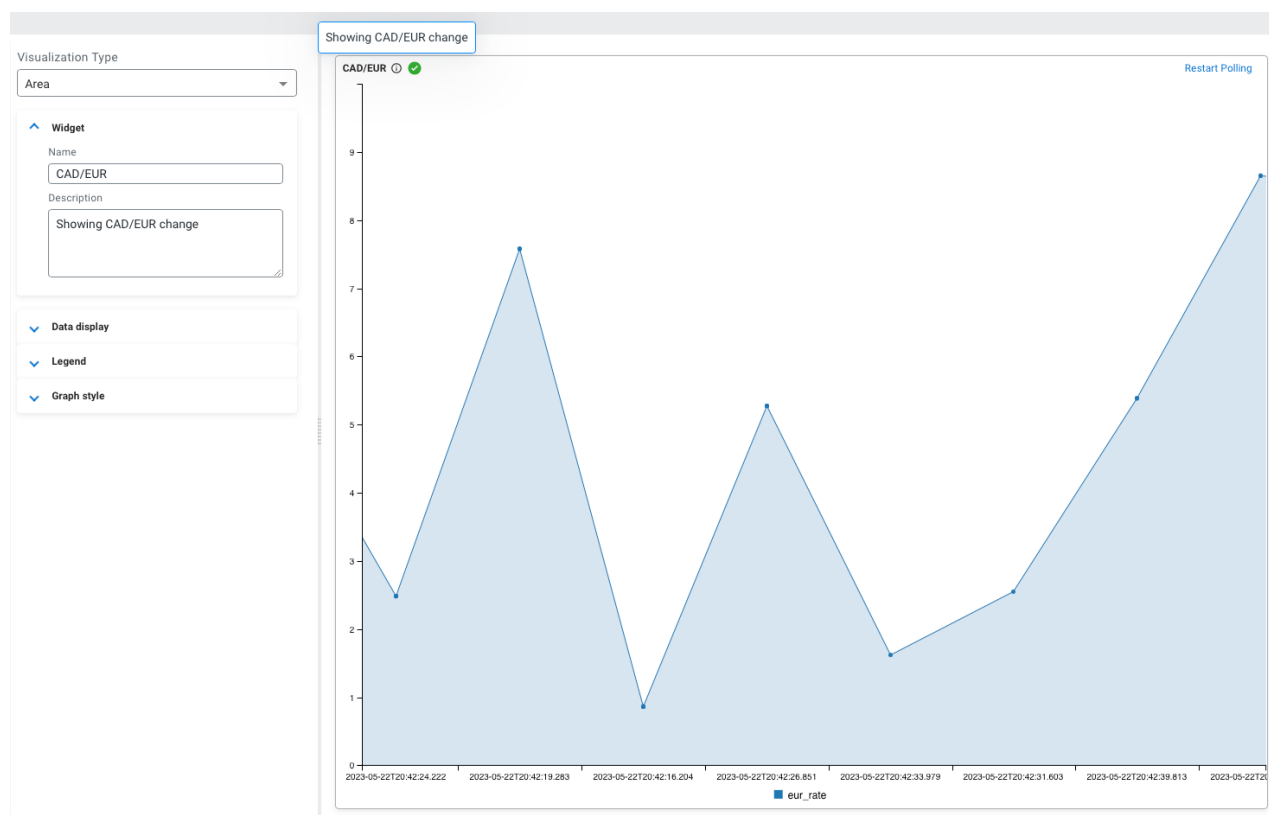 Showing CAD/EUR change
Visualization Type
Area
Widget
Name
CAD/EUR
Description
Showing CAD/EUR change
Data display
Legend
Graph style
CAD/EUR
Restart Polling
9
8
7
6
5
4
3
2
1
0
2023-05-22T20:42:24.222 2023-05-22T20:42:19.283 2023-05-22T20:42:16.204 2023-05-22T20:42:26.851 2023-05-22T20:42:33.979 2023-05-22T20:42:31.603 2023-05-22T20:42:39.813 2023-05-22T20
eur_rate